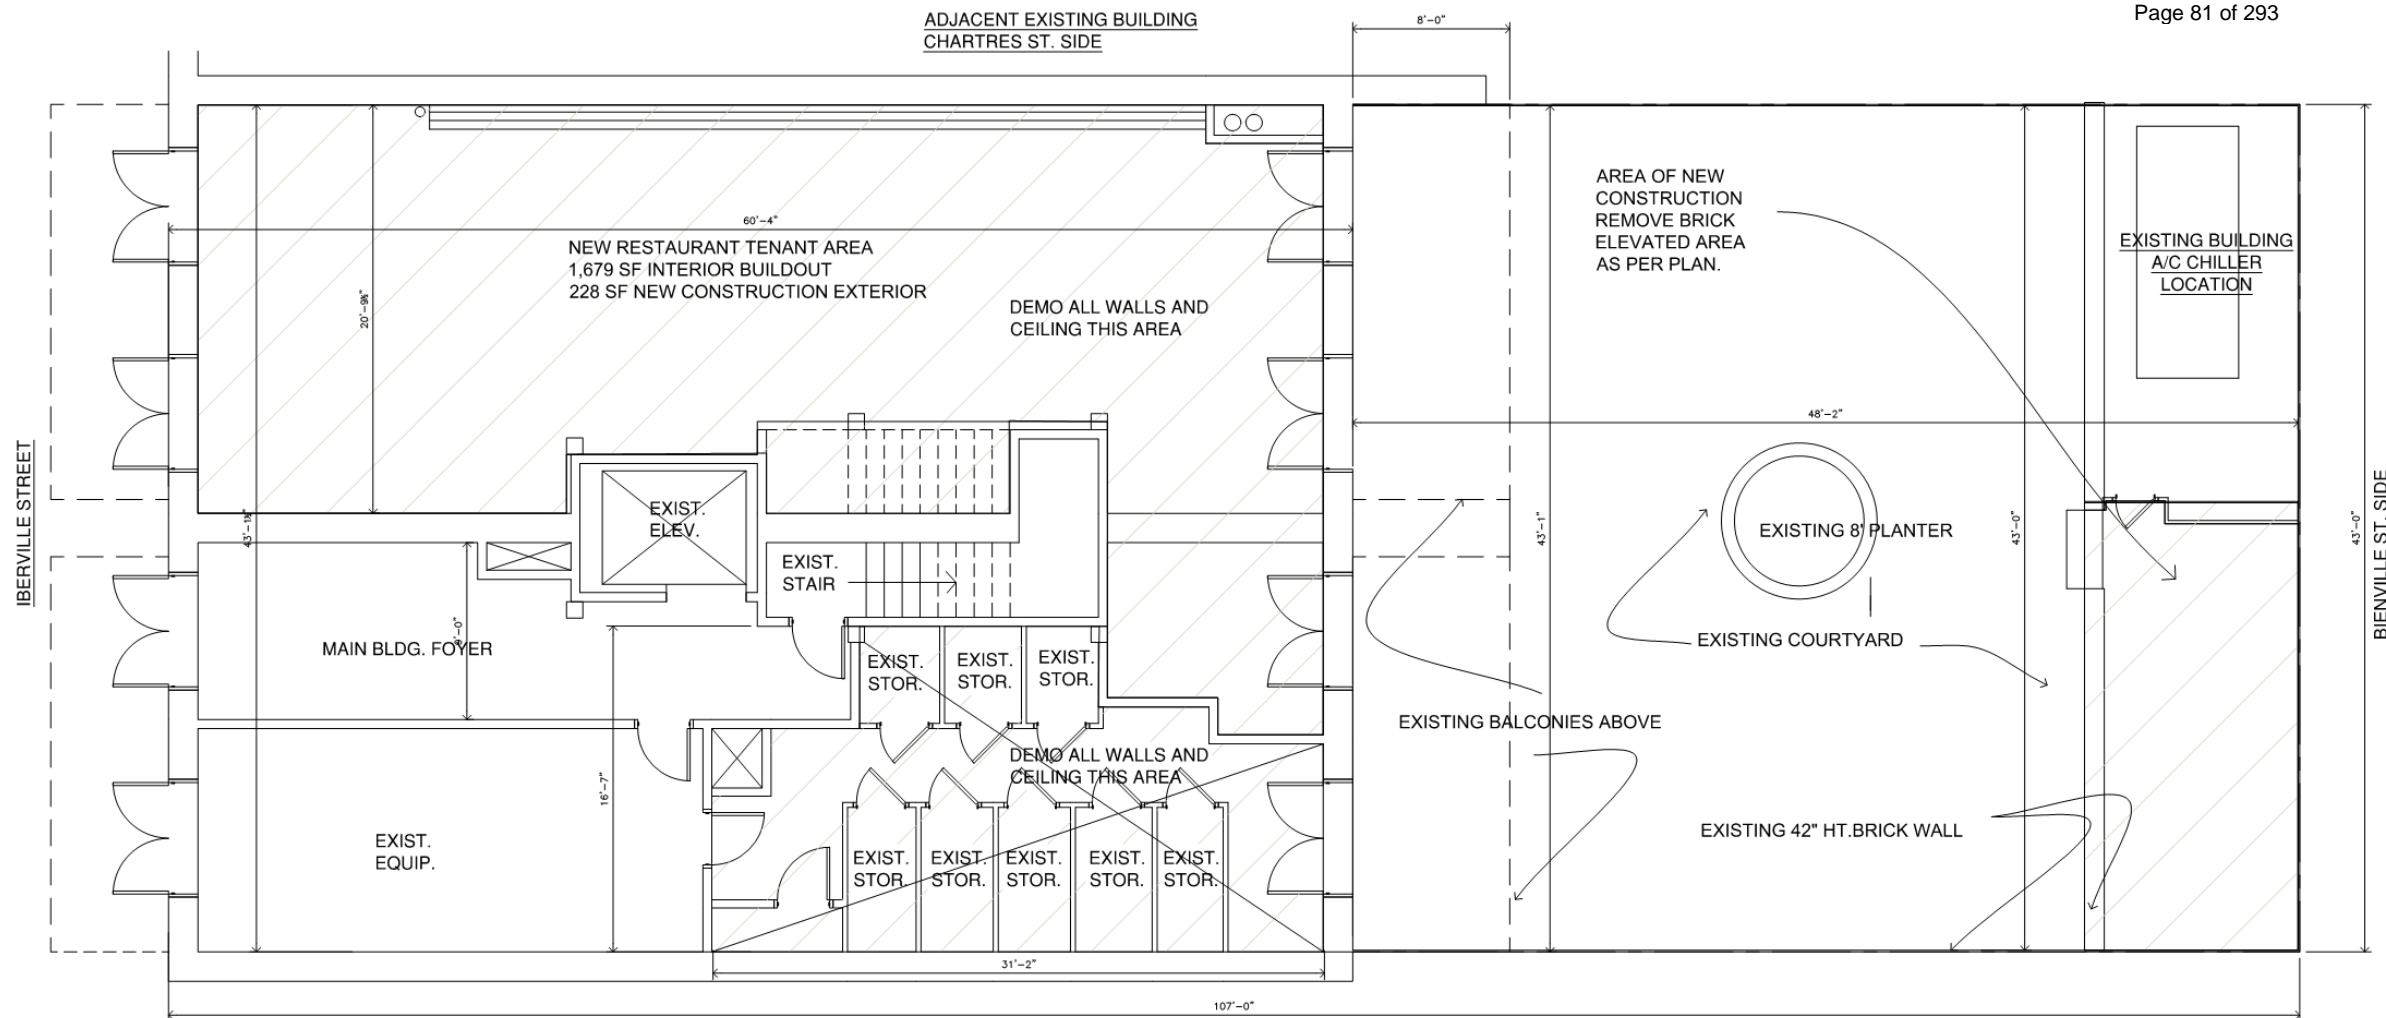 Page 81 of 293
ADJACENT EXISTING BUILDING
CHARTRES ST. SIDE
8'-0"
60'-4"
NEW RESTAURANT TENANT AREA
1,679 SF INTERIOR BUILDOUT
228 SF NEW CONSTRUCTION EXTERIOR
DEMO ALL WALLS AND
CEILING THIS AREA
AREA OF NEW
CONSTRUCTION
REMOVE BRICK
ELEVATED AREA
AS PER PLAN.
EXISTING BUILDING
A/C CHILLER
LOCATION
48'-2"
IBERVILLE STREET
EXIST.
ELEV.
EXIST.
STAIR
EXISTING 8' PLANTER
43'-1"
43'-0"
43'-0"
BIENVILLE ST. SIDE
MAIN BLDG. FOYER
EXIST.
STOR.
EXIST.
STOR.
EXIST.
STOR.
EXISTING COURTYARD
EXISTING BALCONIES ABOVE
DEMO ALL WALLS AND
CEILING THIS AREA
16'-7"
EXIST.
EQUIP.
EXISTING 42" HT.BRICK WALL
EXIST.
STOR.
EXIST.
STOR.
EXIST.
STOR.
EXIST.
STOR.
EXIST.
STOR.
31'-2"
107'-0"